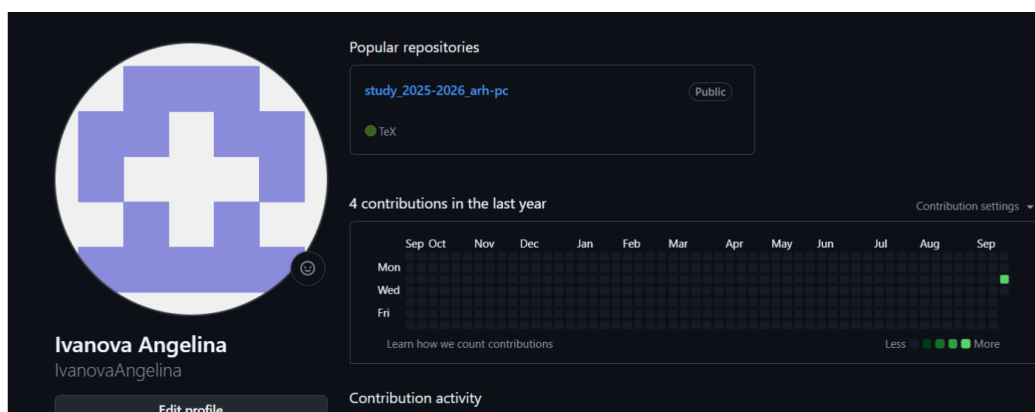 Popular repositories
study_2025-2026_arh-pc
Public
TeX
4 contributions in the last year
Contribution settings
Sep Oct Nov Dec Jan Feb Mar Apr May Jun Jul Aug Sep
Mon
Wed
Fri
Learn how we count contributions
Less
More
Ivanova Angelina
IvanovaAngelina
Edit profile
Contribution activity